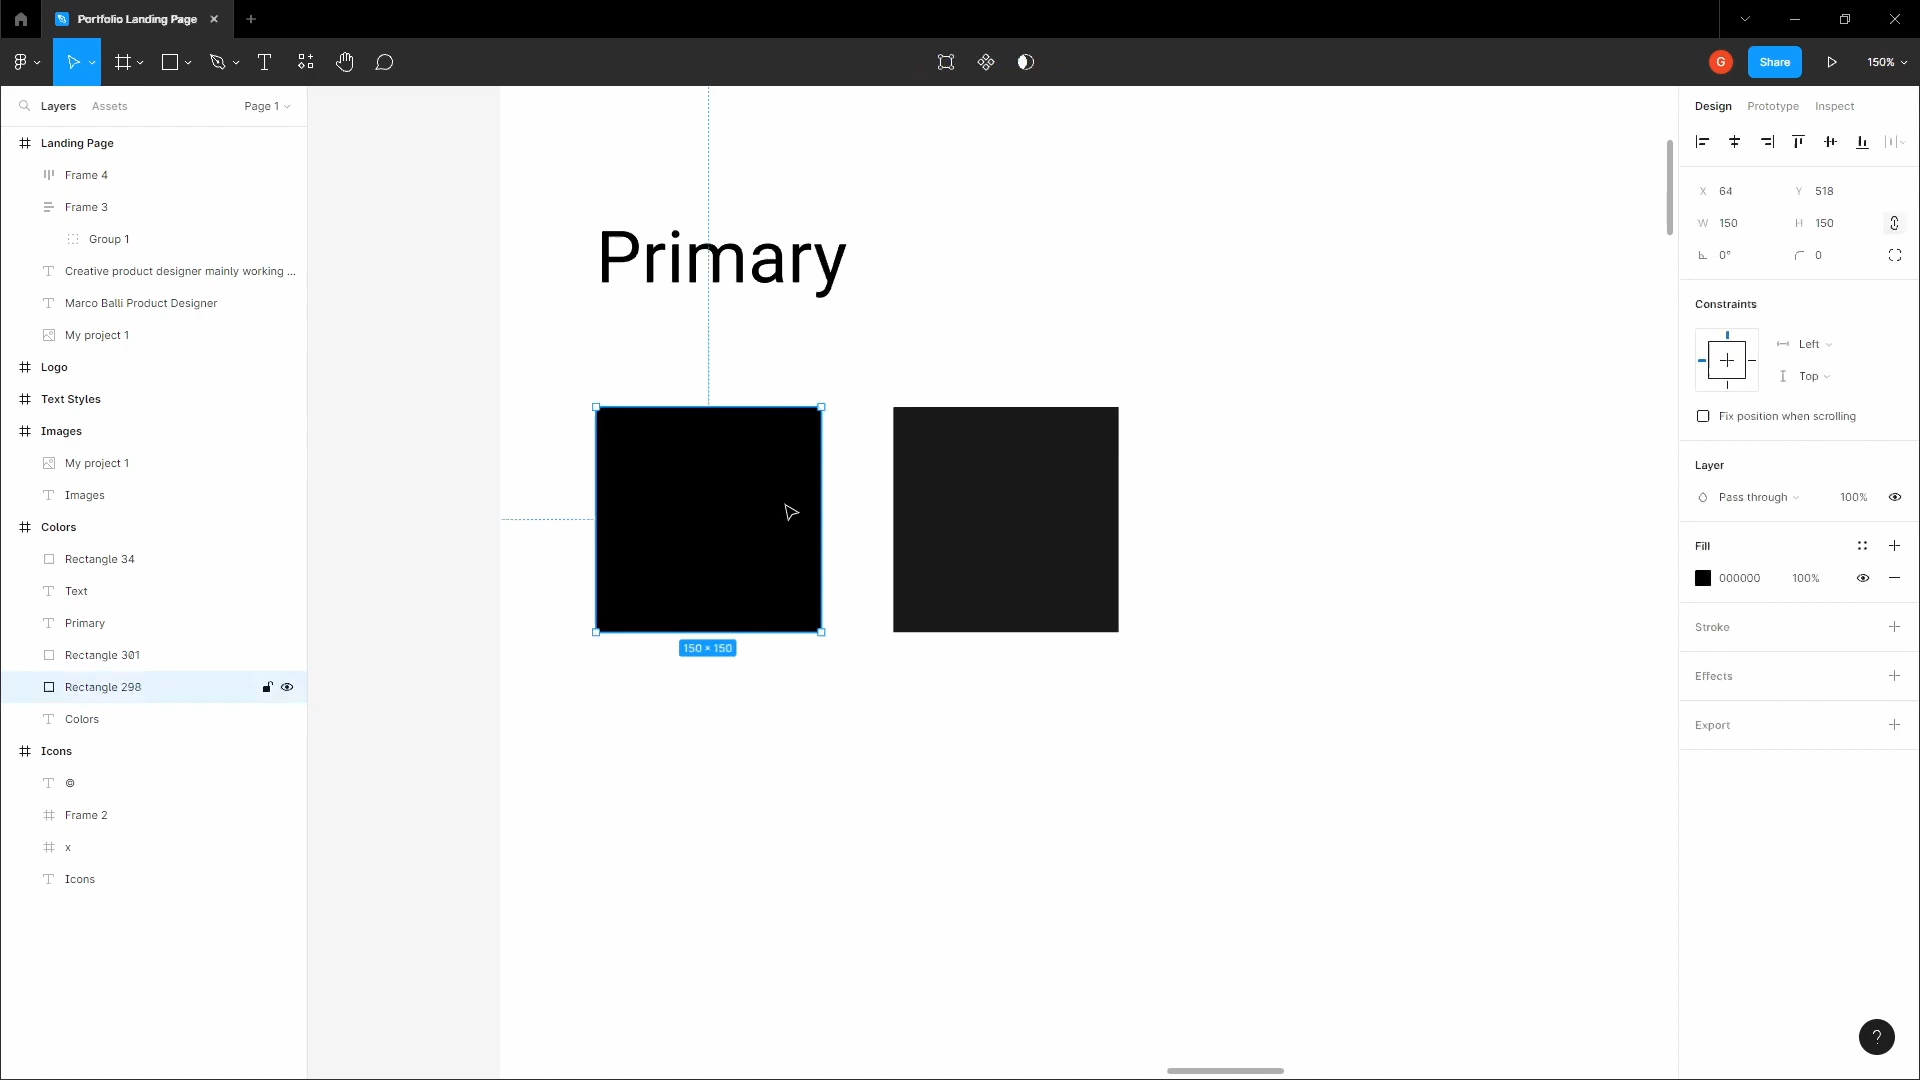 Portfolio Landing Page
G
Share
150%
Layers
Assets
Page 1
Landing Page
Frame 4
Frame 3
Group 1
Creative product designer mainly working ...
Marco Balli Product Designer
My project 1
Logo
Text Styles
Images
My project 1
Images
Colors
Rectangle 34
Text
Primary
Rectangle 301
Rectangle 298
Colors
Icons
©
Frame 2
x
Icons
Primary
150 × 150
Design
Prototype
Inspect
X 64
Y 518
W 150
H 150
0°
0
Constraints
Left
Top
Fix position when scrolling
Layer
Pass through
100%
Fill
000000
100%
Stroke
Effects
Export
?